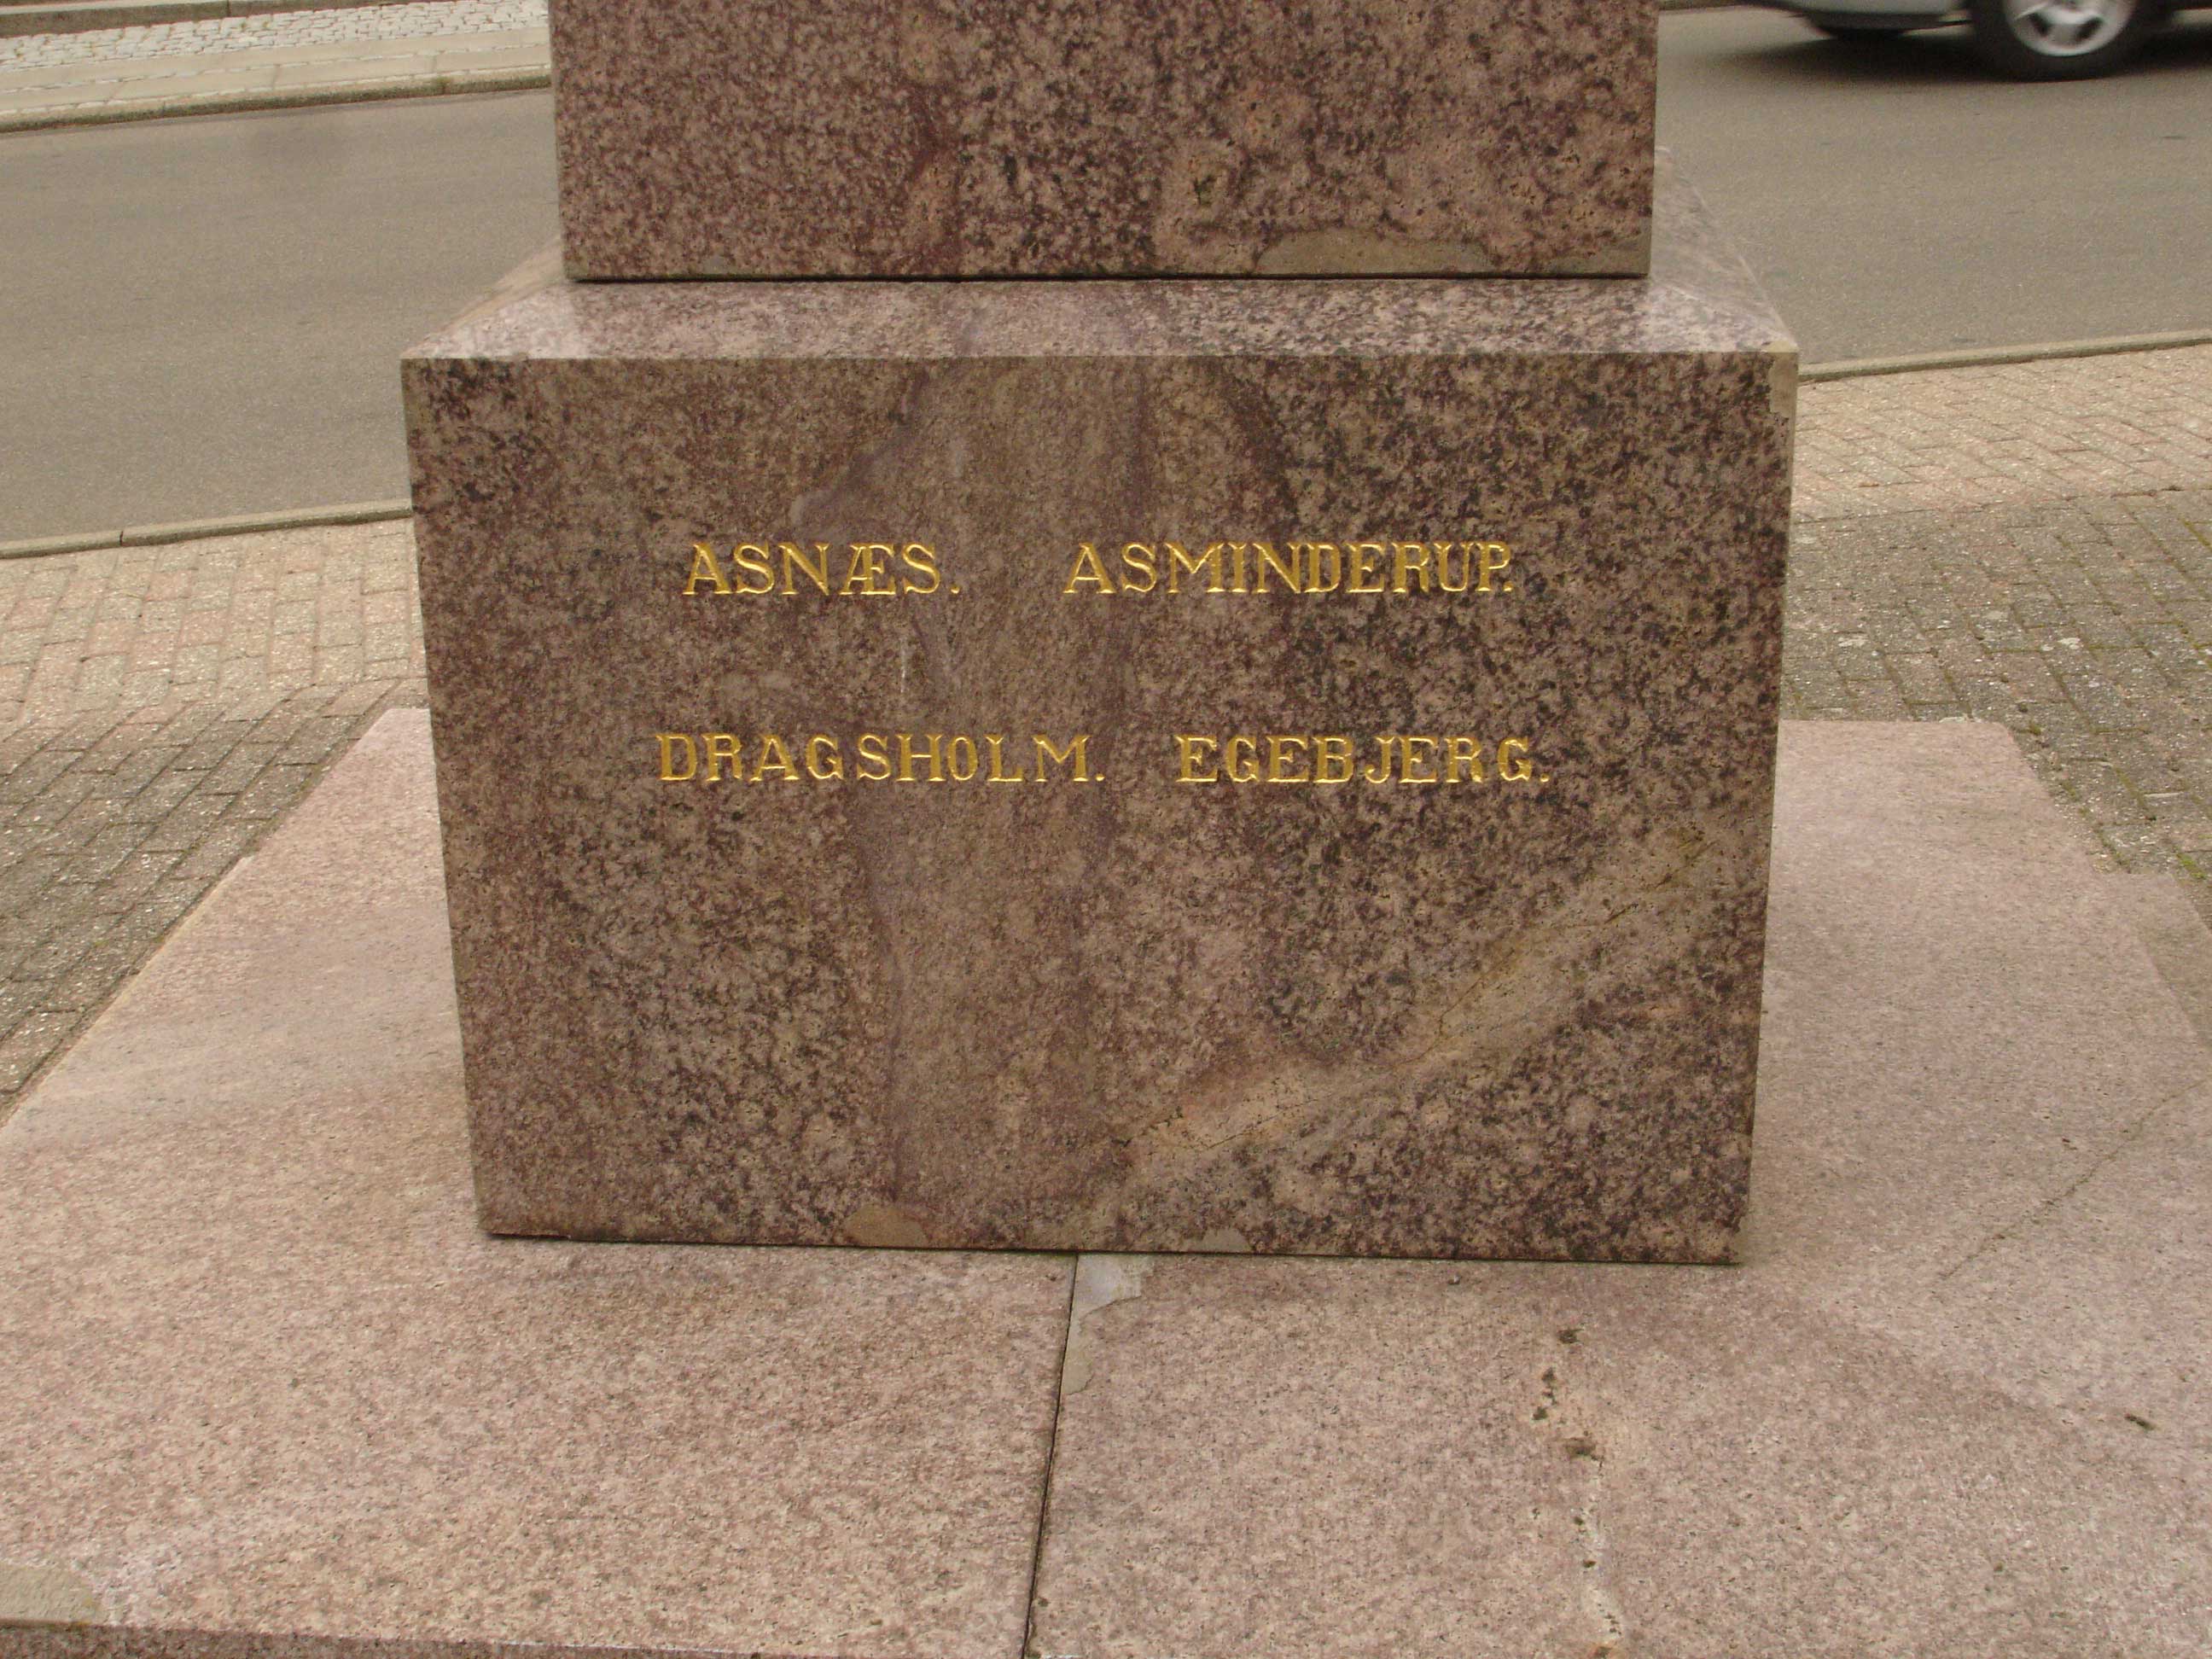 ASNÆS. ASMINDERUP.
DRAGSHOLM. EGEBJERG.